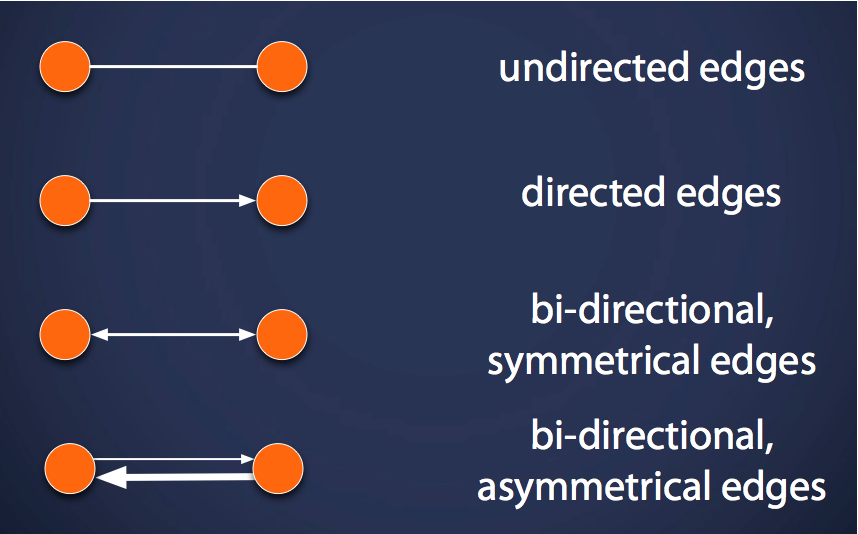 undirected edges
directed edges
bi-directional,
symmetrical edges
bi-directional,
asymmetrical edges